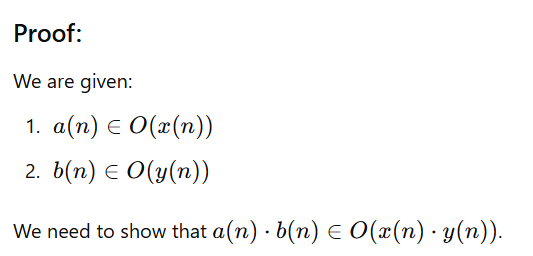 Proof:
We are given:
1. a(n) ∈ O(x(n))
2. b(n) ∈ O(y(n))
We need to show that a(n) · b(n) ∈ O(x(n) · y(n)).